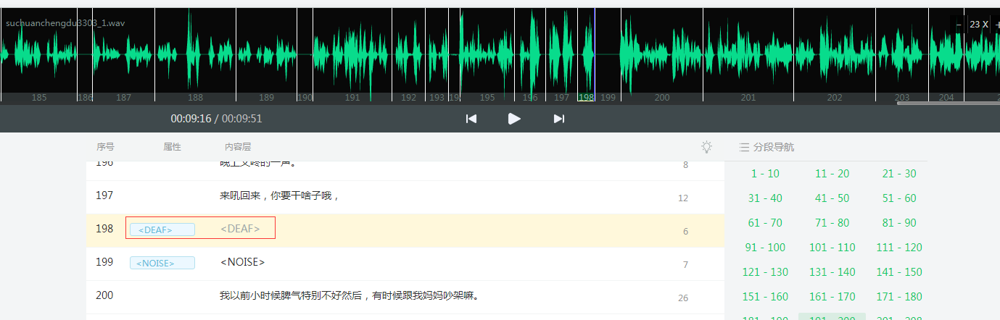 suchuanchengdu3303_1.wav
− 23 X +
185 186 187 188 189 190 191 192 193 195 196 197 198 199 200 201 202 203 204
00:09:16 / 00:09:51
序号 属性 内容层 分段导航
196 晚上又咚的一声。 8
197 来吼回来，你要干啥子哦， 12
198 <DEAF> <DEAF> 6
199 <NOISE> <NOISE> 7
200 我以前小时候脾气特别不好然后，有时候跟我妈妈吵架嘛。 26
1 - 10 11 - 20 21 - 30
31 - 40 41 - 50 51 - 60
61 - 70 71 - 80 81 - 90
91 - 100 101 - 110 111 - 120
121 - 130 131 - 140 141 - 150
151 - 160 161 - 170 171 - 180
181 - 190 191 - 200 201 - 208